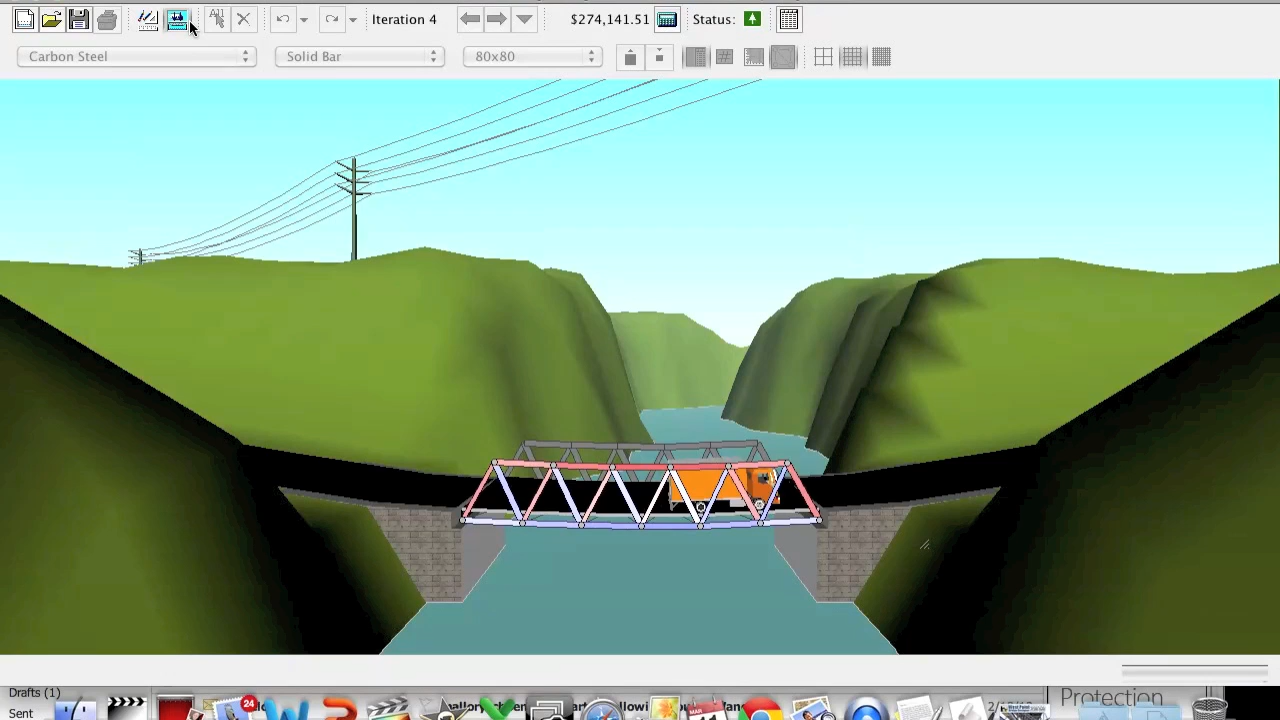 Iteration 4
$274,141.51
Status:
Carbon Steel
Solid Bar
80x80
Drafts (1)
Sent
24
Protection